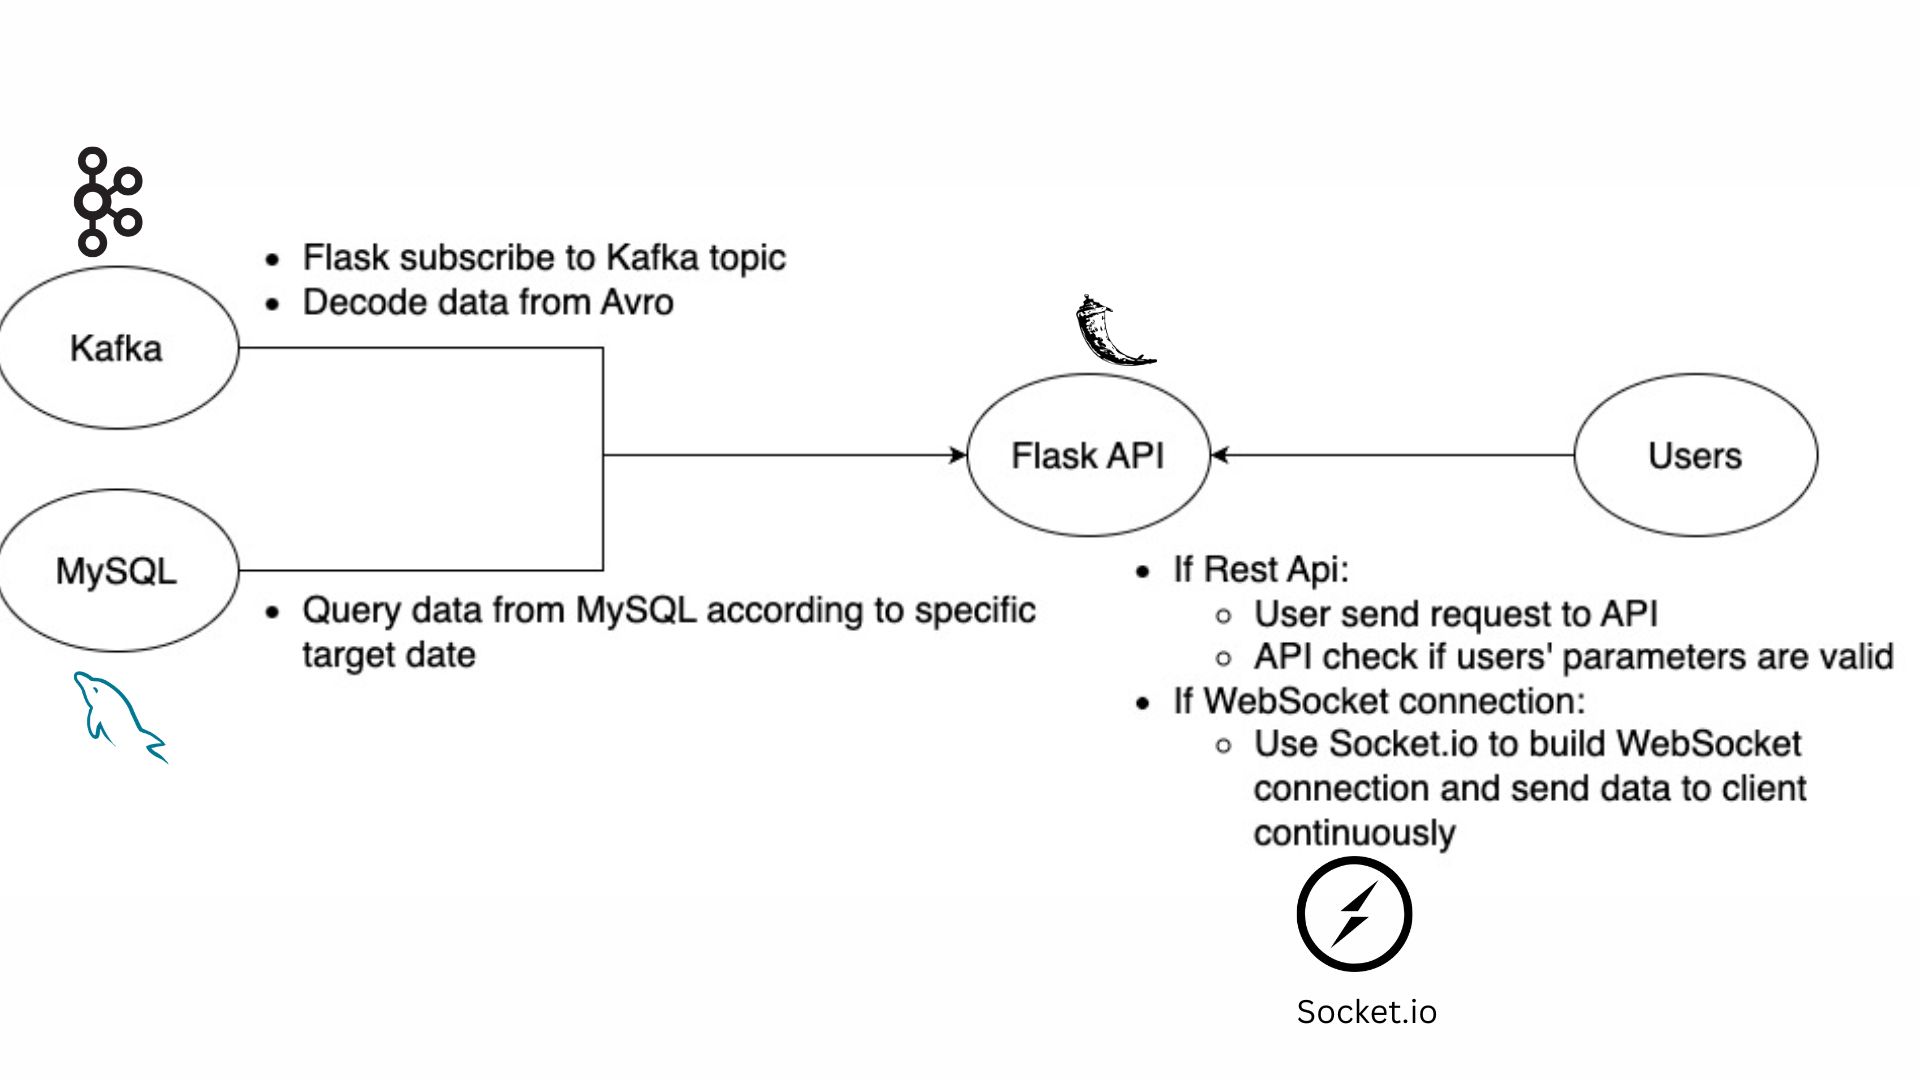 • Flask subscribe to Kafka topic
• Decode data from Avro
Kafka
MySQL
• Query data from MySQL according to specific
target date
Flask API
Users
• If Rest Api:
○ User send request to API
○ API check if users' parameters are valid
• If WebSocket connection:
○ Use Socket.io to build WebSocket
connection and send data to client
continuously
Socket.io